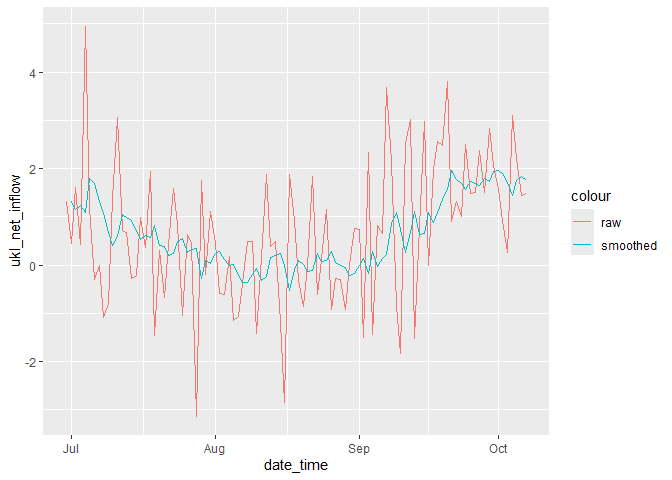 4
2
0
-2
ukl_net_inflow
Jul
Aug
Sep
Oct
date_time
colour
raw
smoothed